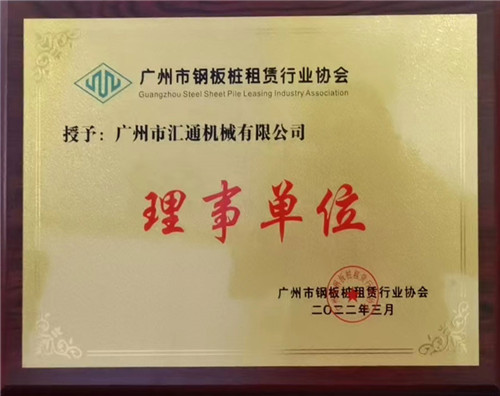 广州市钢板桩租赁行业协会
Guangzhou Steel Sheet Pile Leasing Industry Association
授予：广州市汇通机械有限公司
理事单位
广州市钢板桩租赁行业协会
二〇二二年三月